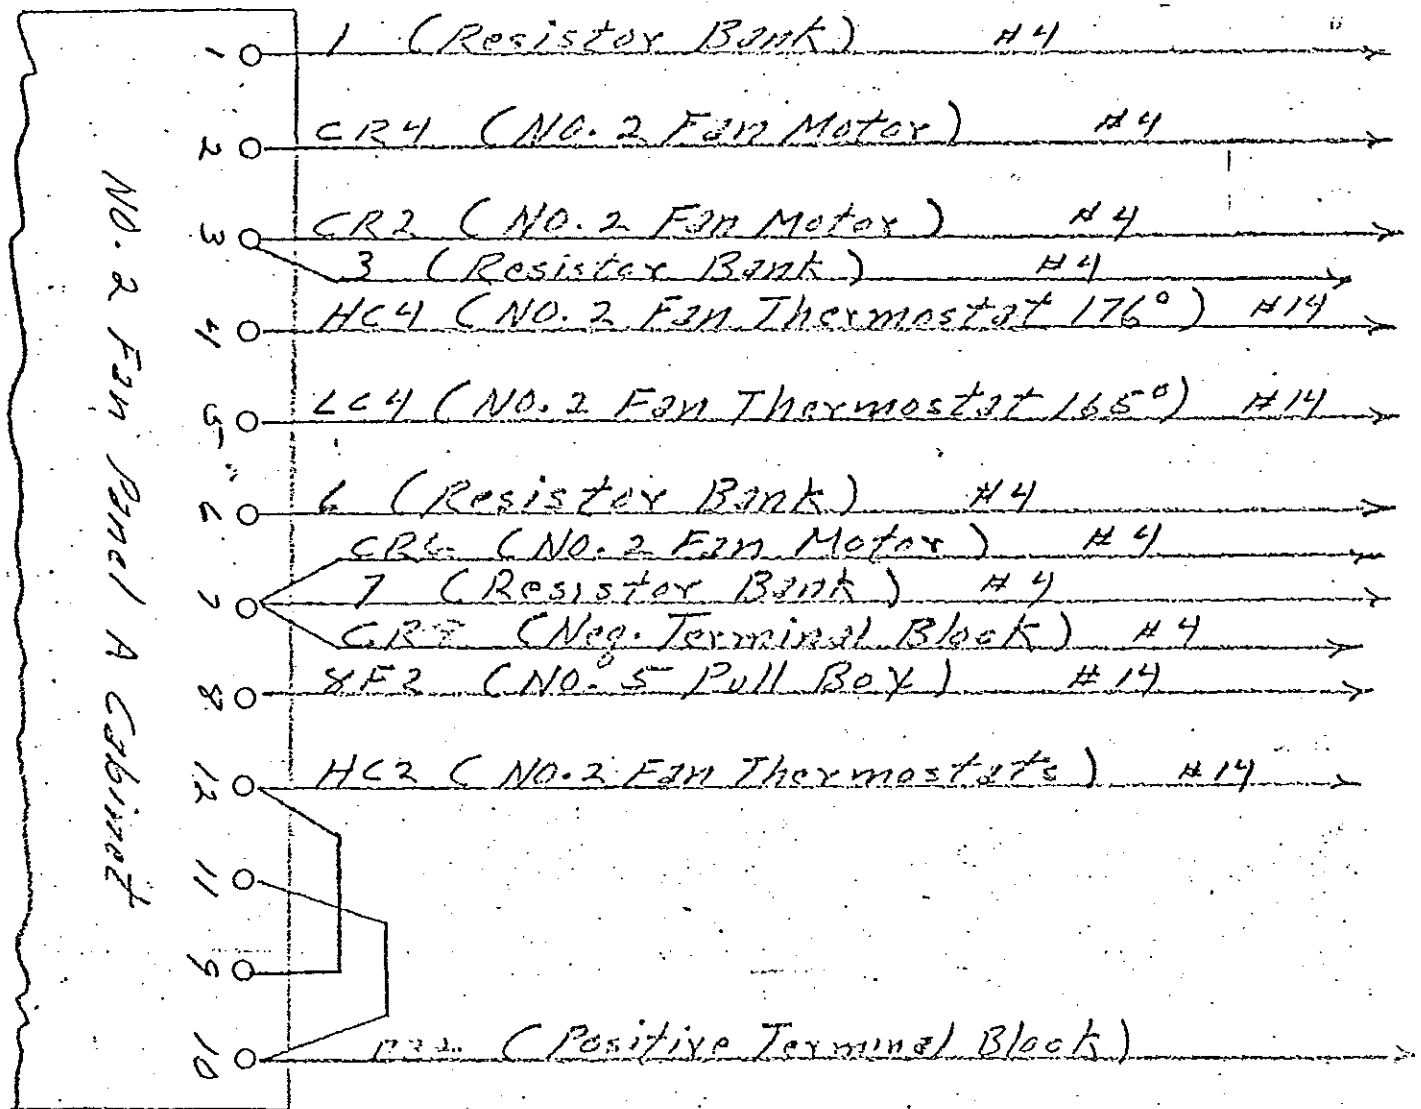 NO. 2 Fan Panel A Cabinet
1 1 (Resistor Bank) #4
2 CR4 (NO. 2 Fan Motor) #4
3 CR2 (NO. 2 Fan Motor) #4
3 (Resistor Bank) #4
4 HC4 (NO. 2 Fan Thermostat 176°) #14
5 LC4 (NO. 2 Fan Thermostat 165°) #14
6 6 (Resistor Bank) #4
CR6 (NO. 2 Fan Motor) #4
7 7 (Resistor Bank) #4
(Neg. Terminal Block) #4
8 XF2 (NO. 5 Pull Box) #14
12 HC2 (NO. 2 Fan Thermostats) #14
11
9
10 (Positive Terminal Block)